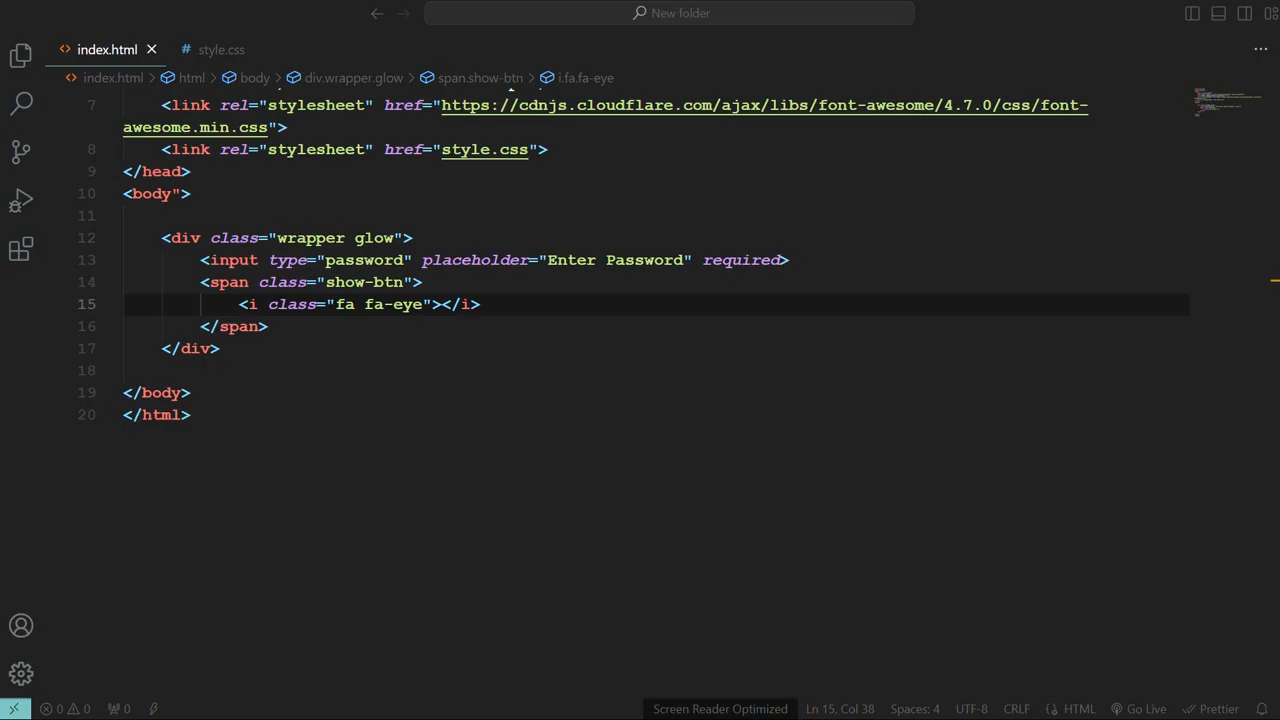 New folder
index.html
# style.css
index.html > html > body > div.wrapper.glow > span.show-btn > i.fa.fa-eye
7 <link rel="stylesheet" href="https://cdnjs.cloudflare.com/ajax/libs/font-awesome/4.7.0/css/font-
awesome.min.css">
8 <link rel="stylesheet" href="style.css">
9 </head>
10 <body">
11
12 <div class="wrapper glow">
13 <input type="password" placeholder="Enter Password" required>
14 <span class="show-btn">
15 <i class="fa fa-eye"></i>
16 </span>
17 </div>
18
19 </body>
20 </html>
0 0 0 Screen Reader Optimized Ln 15, Col 38 Spaces: 4 UTF-8 CRLF {} HTML Go Live Prettier